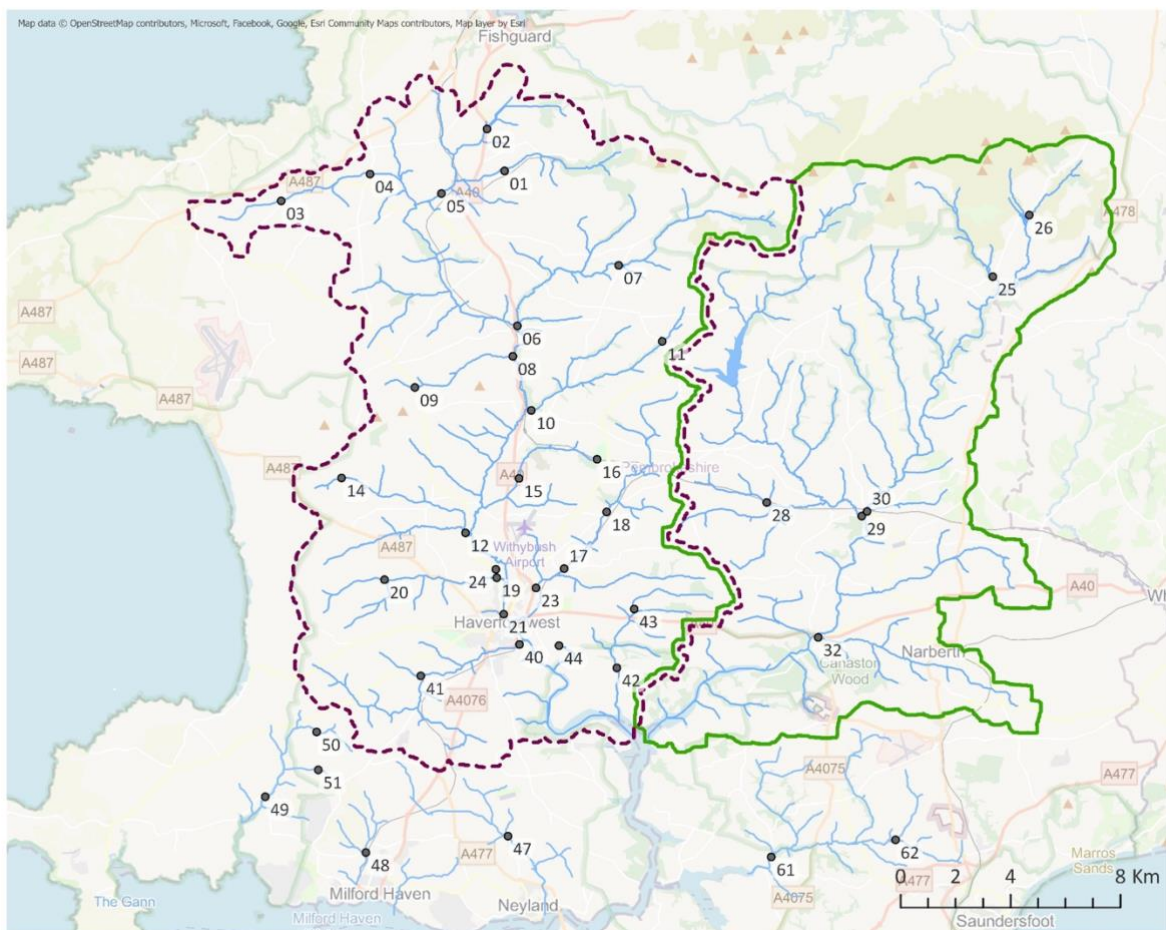 Map data © OpenStreetMap contributors, Microsoft, Facebook, Google, Esri Community Maps contributors, Map layer by Esri
Fishguard
02
01
A487
04
A40
05
03
A478
26
07
25
A487
06
11
A487
08
09
A487
10
A487
16
Pembrokeshire
14
A40
15
30
28
29
18
A487
12
Withybush
Airport
17
20
24
19
23
A40
Wh
43
21
Haverfordwest
32
Narberth
40
44
Canaston
Wood
42
41
A4076
50
51
A4075
A477
49
47
62
48
A477
61
Marros
Sands
0 2 4 8 Km
A477
The Gann
Milford Haven
Neyland
A4075
Milford Haven
Saundersfoot